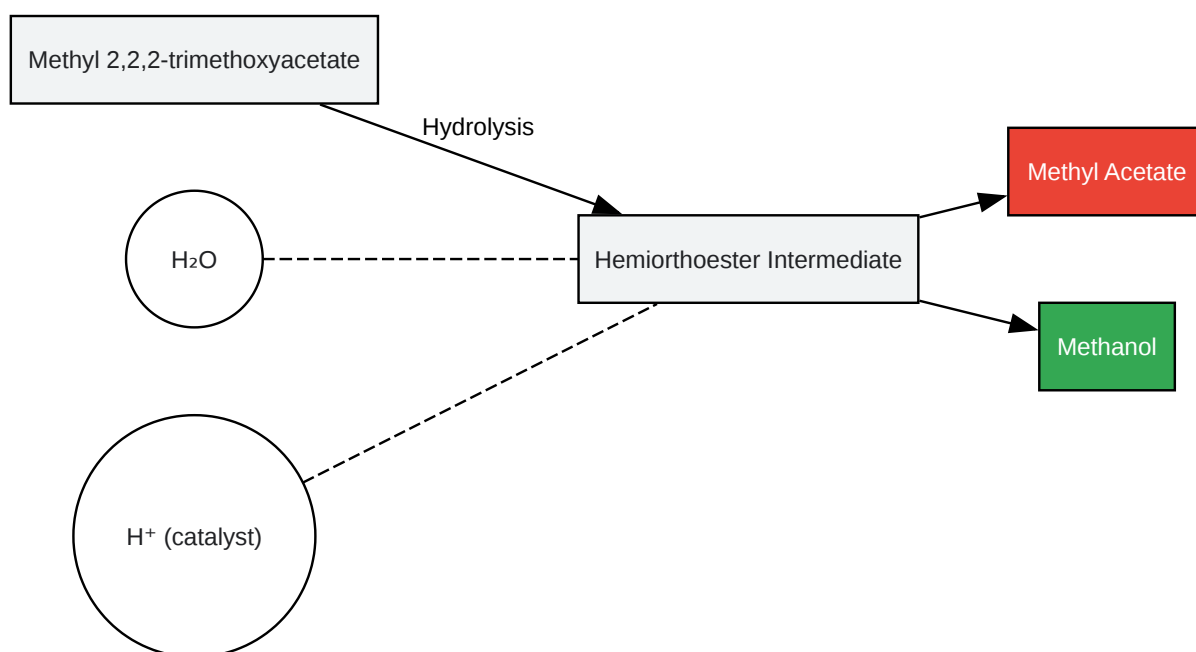 Methyl 2,2,2-trimethoxyacetate
Hydrolysis
Methyl Acetate
H₂O
Hemiorthoester Intermediate
Methanol
H⁺ (catalyst)